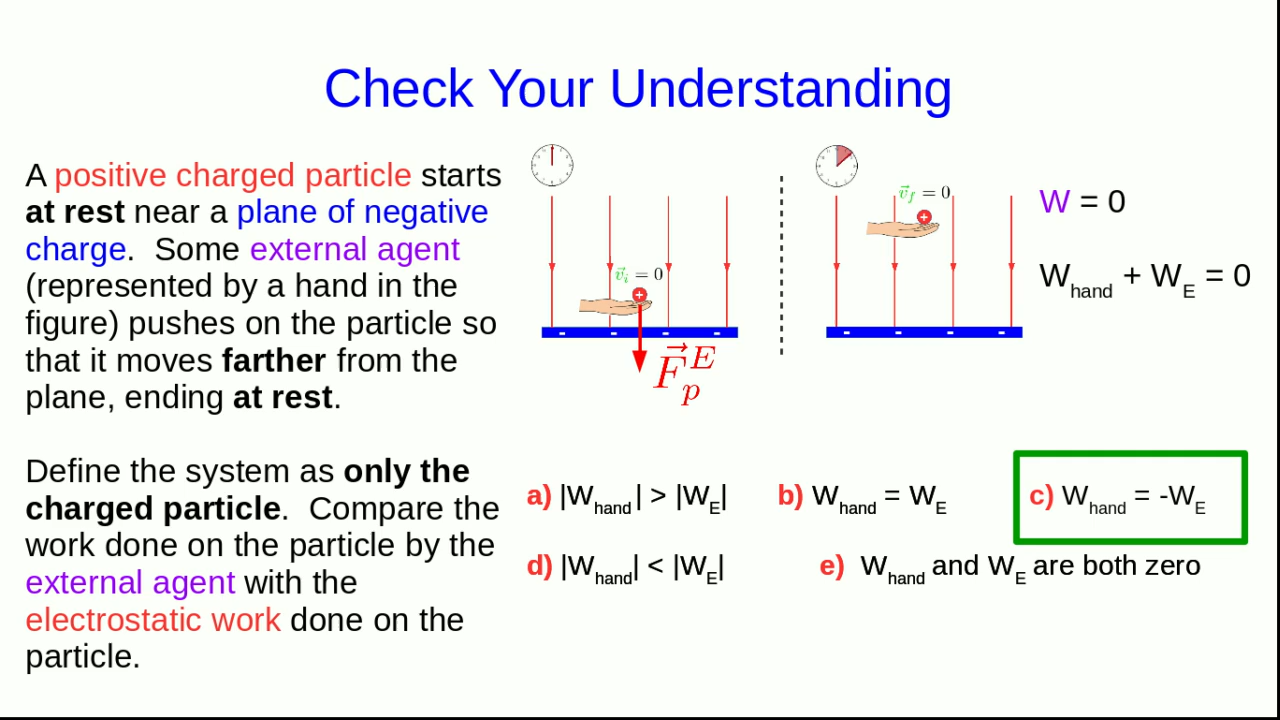 Check Your Understanding
A positive charged particle starts
at rest near a plane of negative
charge. Some external agent
(represented by a hand in the
figure) pushes on the particle so
that it moves farther from the
plane, ending at rest.
Define the system as only the
charged particle. Compare the
work done on the particle by the
external agent with the
electrostatic work done on the
particle.
v⃗_i = 0
+
- - - -
F⃗_p^E
v⃗_f = 0
+
- - - -
W = 0
W_hand + W_E = 0
a) |W_hand| > |W_E| b) W_hand = W_E c) W_hand = -W_E
d) |W_hand| < |W_E| e) W_hand and W_E are both zero